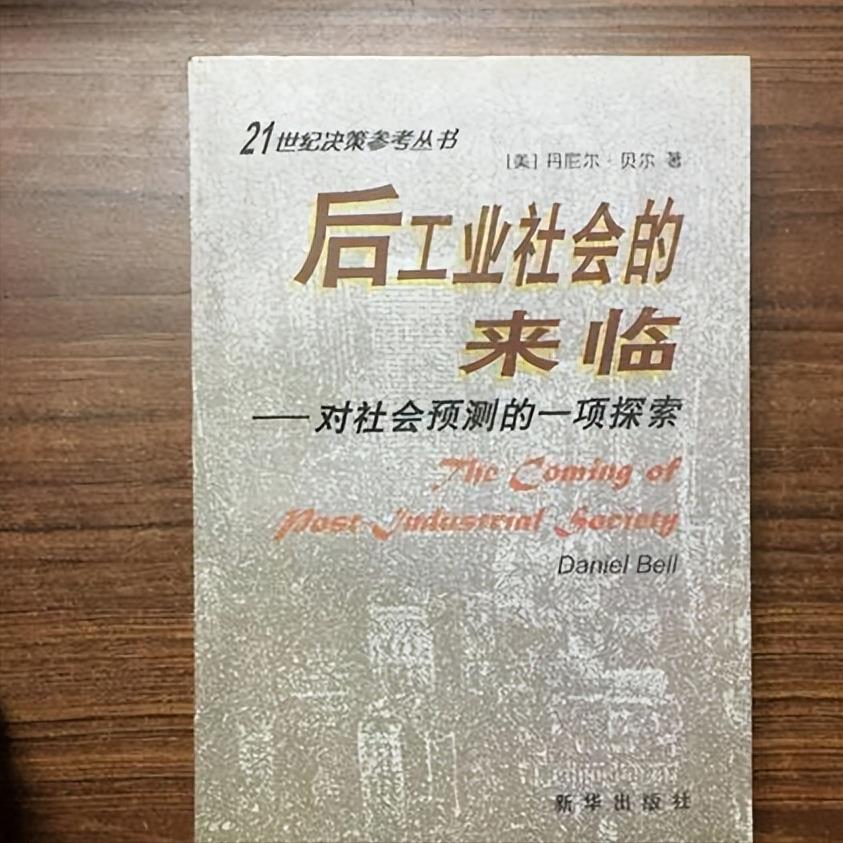 21世纪决策参考丛书
[美] 丹尼尔·贝尔 著
后工业社会的
来临
——对社会预测的一项探索
The Coming of
Post-Industrial Society
Daniel Bell
新华出版社